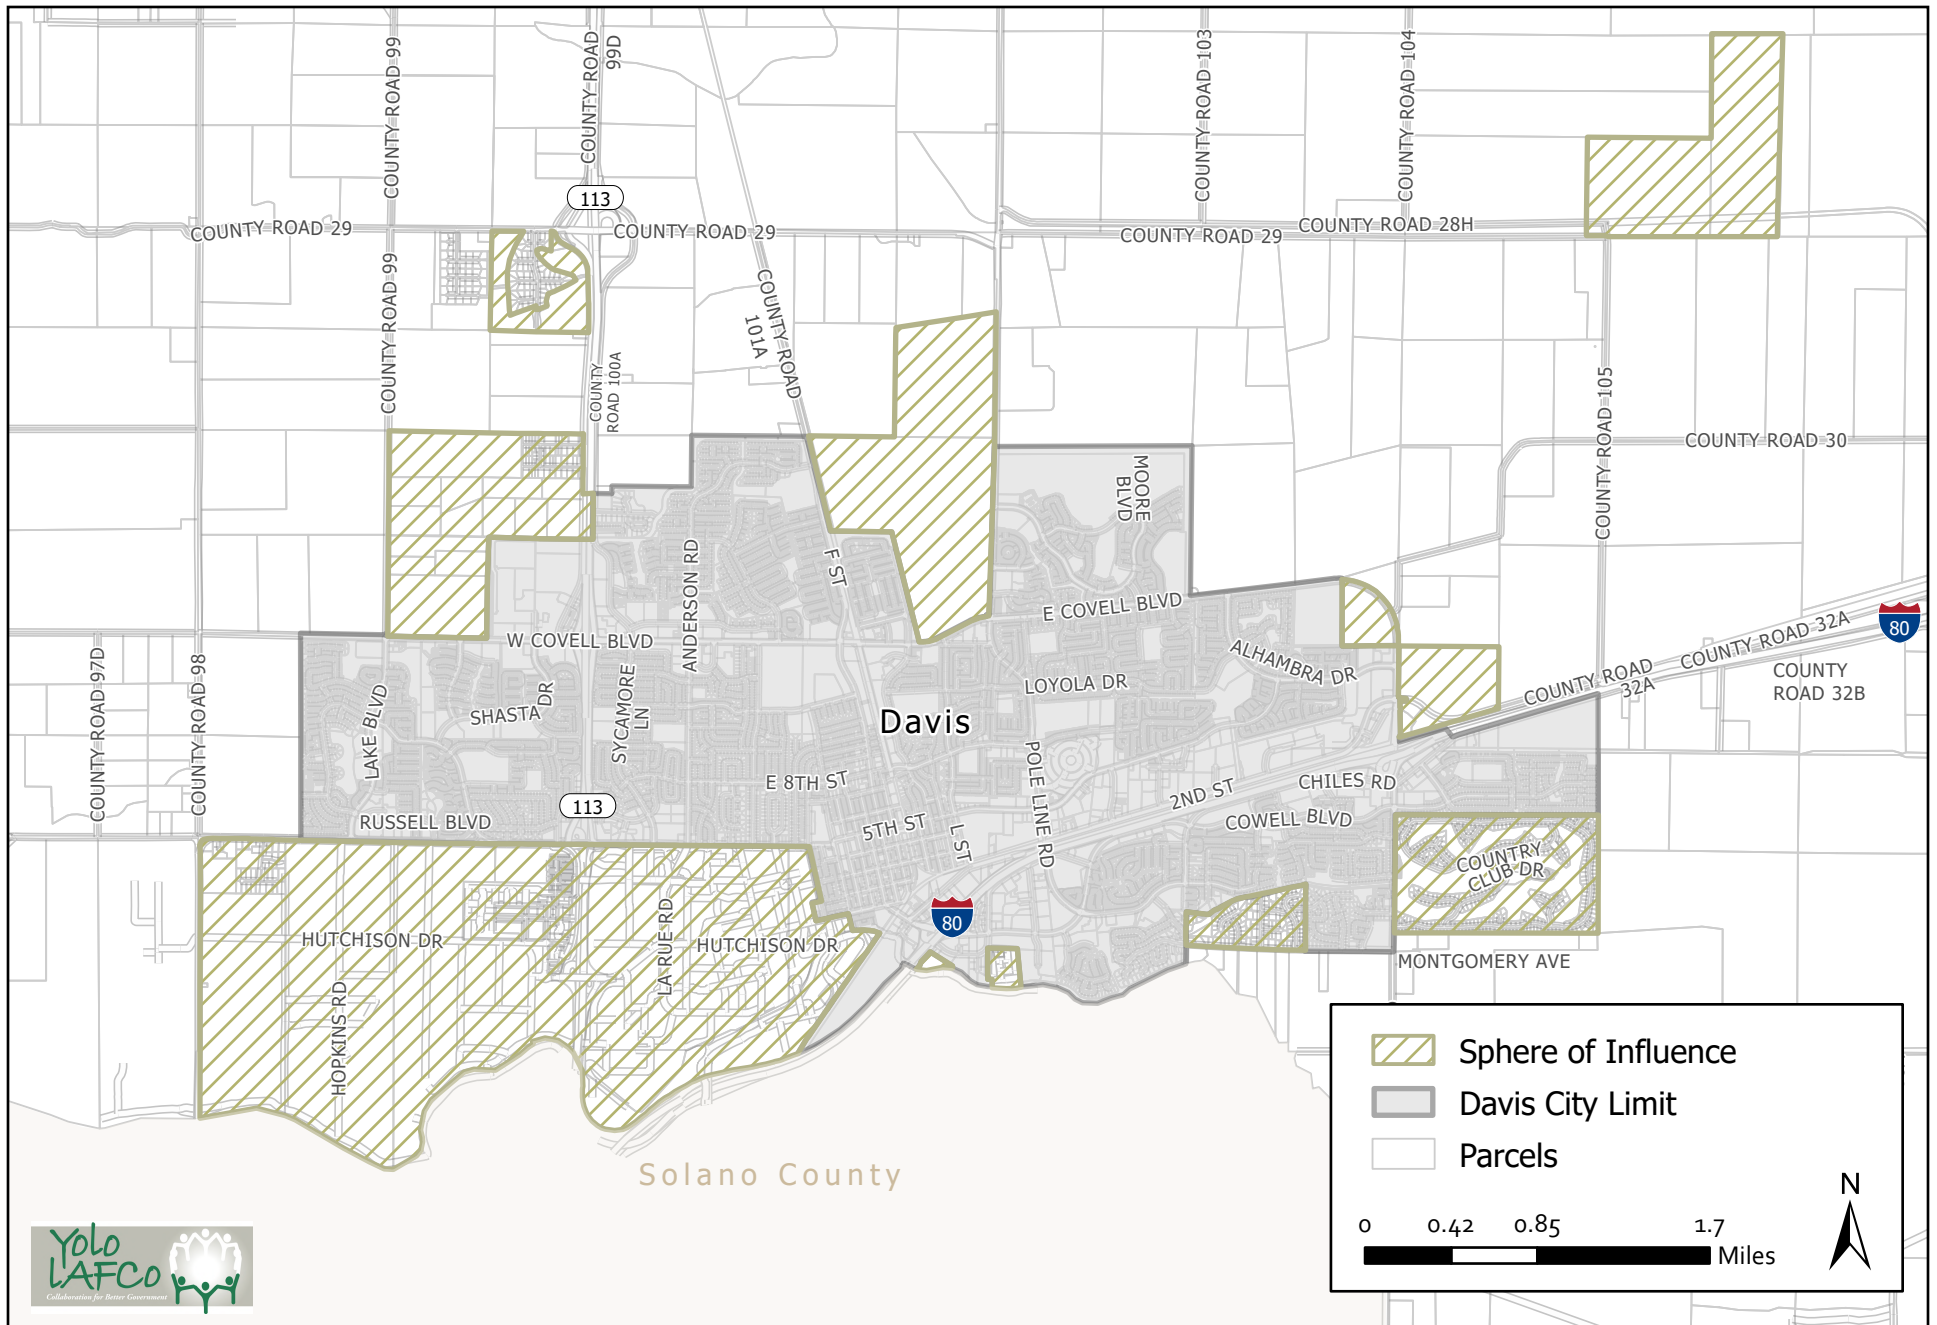 COUNTY ROAD 99
COUNTY ROAD
99D
COUNTY ROAD 103
COUNTY ROAD 104
113
COUNTY ROAD 29
COUNTY ROAD 29
COUNTY ROAD 29
COUNTY ROAD 28H
COUNTY ROAD 99
COUNTY ROAD
101A
COUNTY
ROAD 100A
COUNTY ROAD 105
COUNTY ROAD 30
MOORE
BLVD
ANDERSON RD
F ST
E COVELL BLVD
W COVELL BLVD
COUNTY ROAD 97D
COUNTY ROAD 98
LAKE BLVD
SHASTA DR
SYCAMORE
LN
ALHAMBRA DR
LOYOLA DR
COUNTY ROAD
32A
COUNTY ROAD 32A
80
COUNTY
ROAD 32B
Davis
POLE LINE RD
E 8TH ST
2ND ST
CHILES RD
113
RUSSELL BLVD
5TH ST
L ST
COWELL BLVD
COUNTRY
CLUB DR
80
HUTCHISON DR
LA RUE RD
HUTCHISON DR
HOPKINS RD
MONTGOMERY AVE
Solano County
Sphere of Influence
Davis City Limit
Parcels
N
0 0.42 0.85 1.7
Miles
Yolo
LAFCo
Collaboration for Better Government